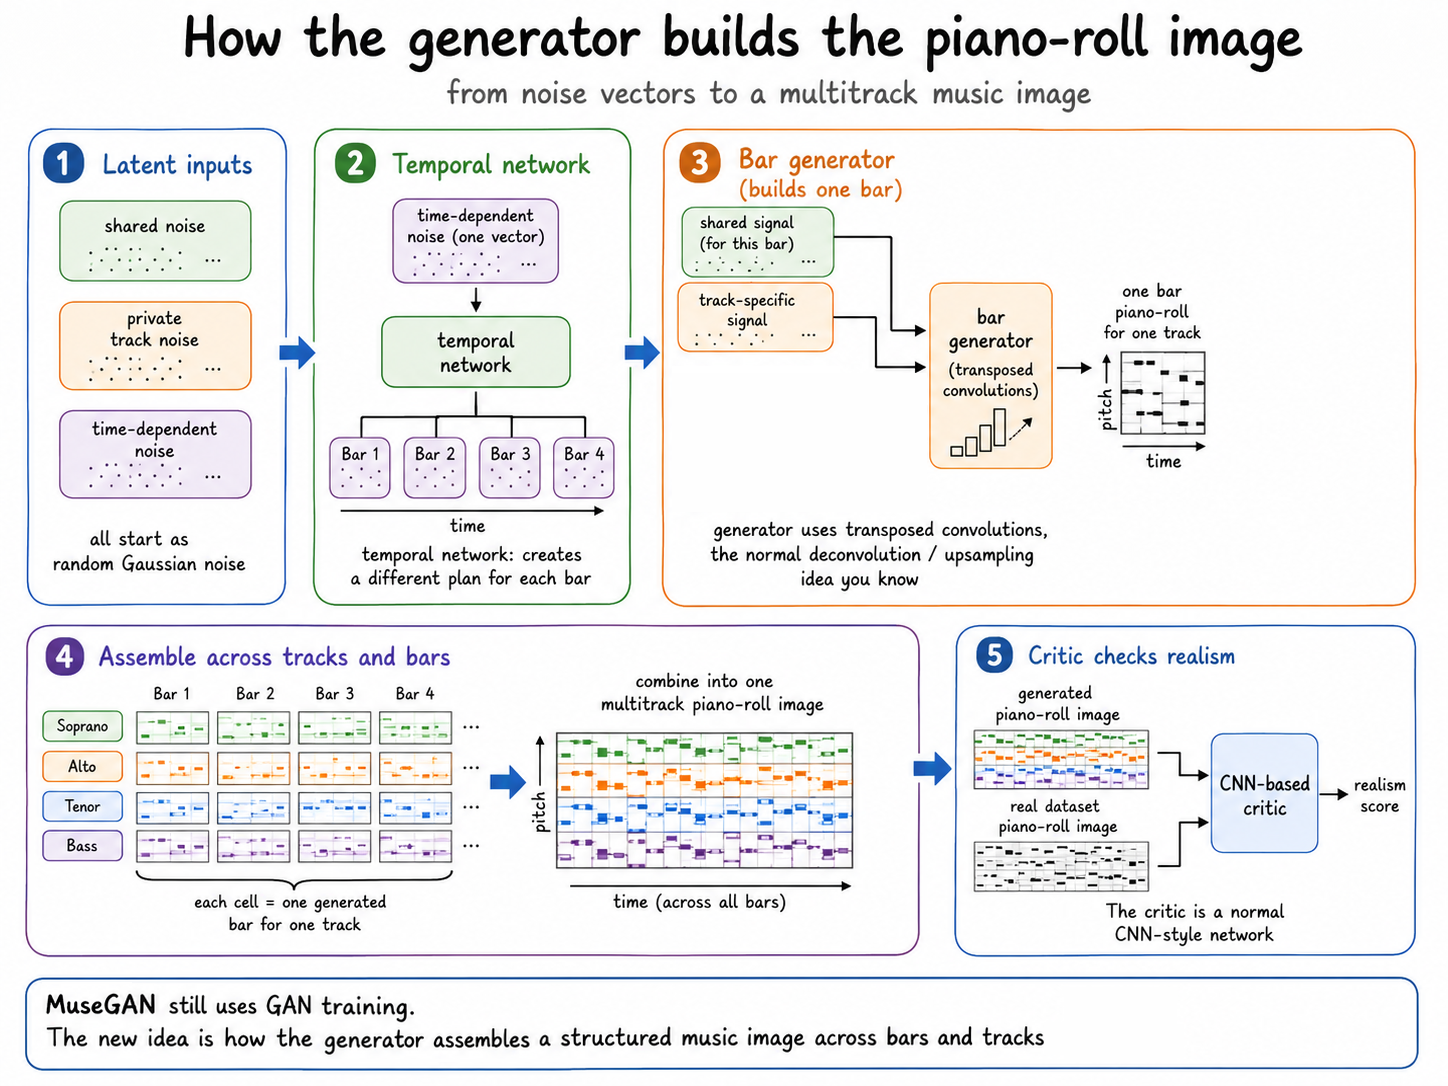 How the generator builds the piano-roll image
from noise vectors to a multitrack music image
1 Latent inputs
shared noise
...
private
track noise
...
time-dependent
noise
...
all start as
random Gaussian noise
2 Temporal network
time-dependent
noise (one vector)
...
temporal
network
Bar 1 Bar 2 Bar 3 Bar 4
time
temporal network: creates
a different plan for each bar
3 Bar generator
(builds one bar)
shared signal
(for this bar)
...
track-specific
signal
...
bar
generator
(transposed
convolutions)
one bar
piano-roll
for one track
pitch
time
generator uses transposed convolutions,
the normal deconvolution / upsampling
idea you know
4 Assemble across tracks and bars
Bar 1 Bar 2 Bar 3 Bar 4
Soprano ...
Alto ...
Tenor ...
Bass ...
each cell = one generated
bar for one track
combine into one
multitrack piano-roll image
pitch
time (across all bars)
5 Critic checks realism
generated
piano-roll image
real dataset
piano-roll image
CNN-based
critic
realism
score
The critic is a normal
CNN-style network
MuseGAN still uses GAN training.
The new idea is how the generator assembles a structured music image across bars and tracks